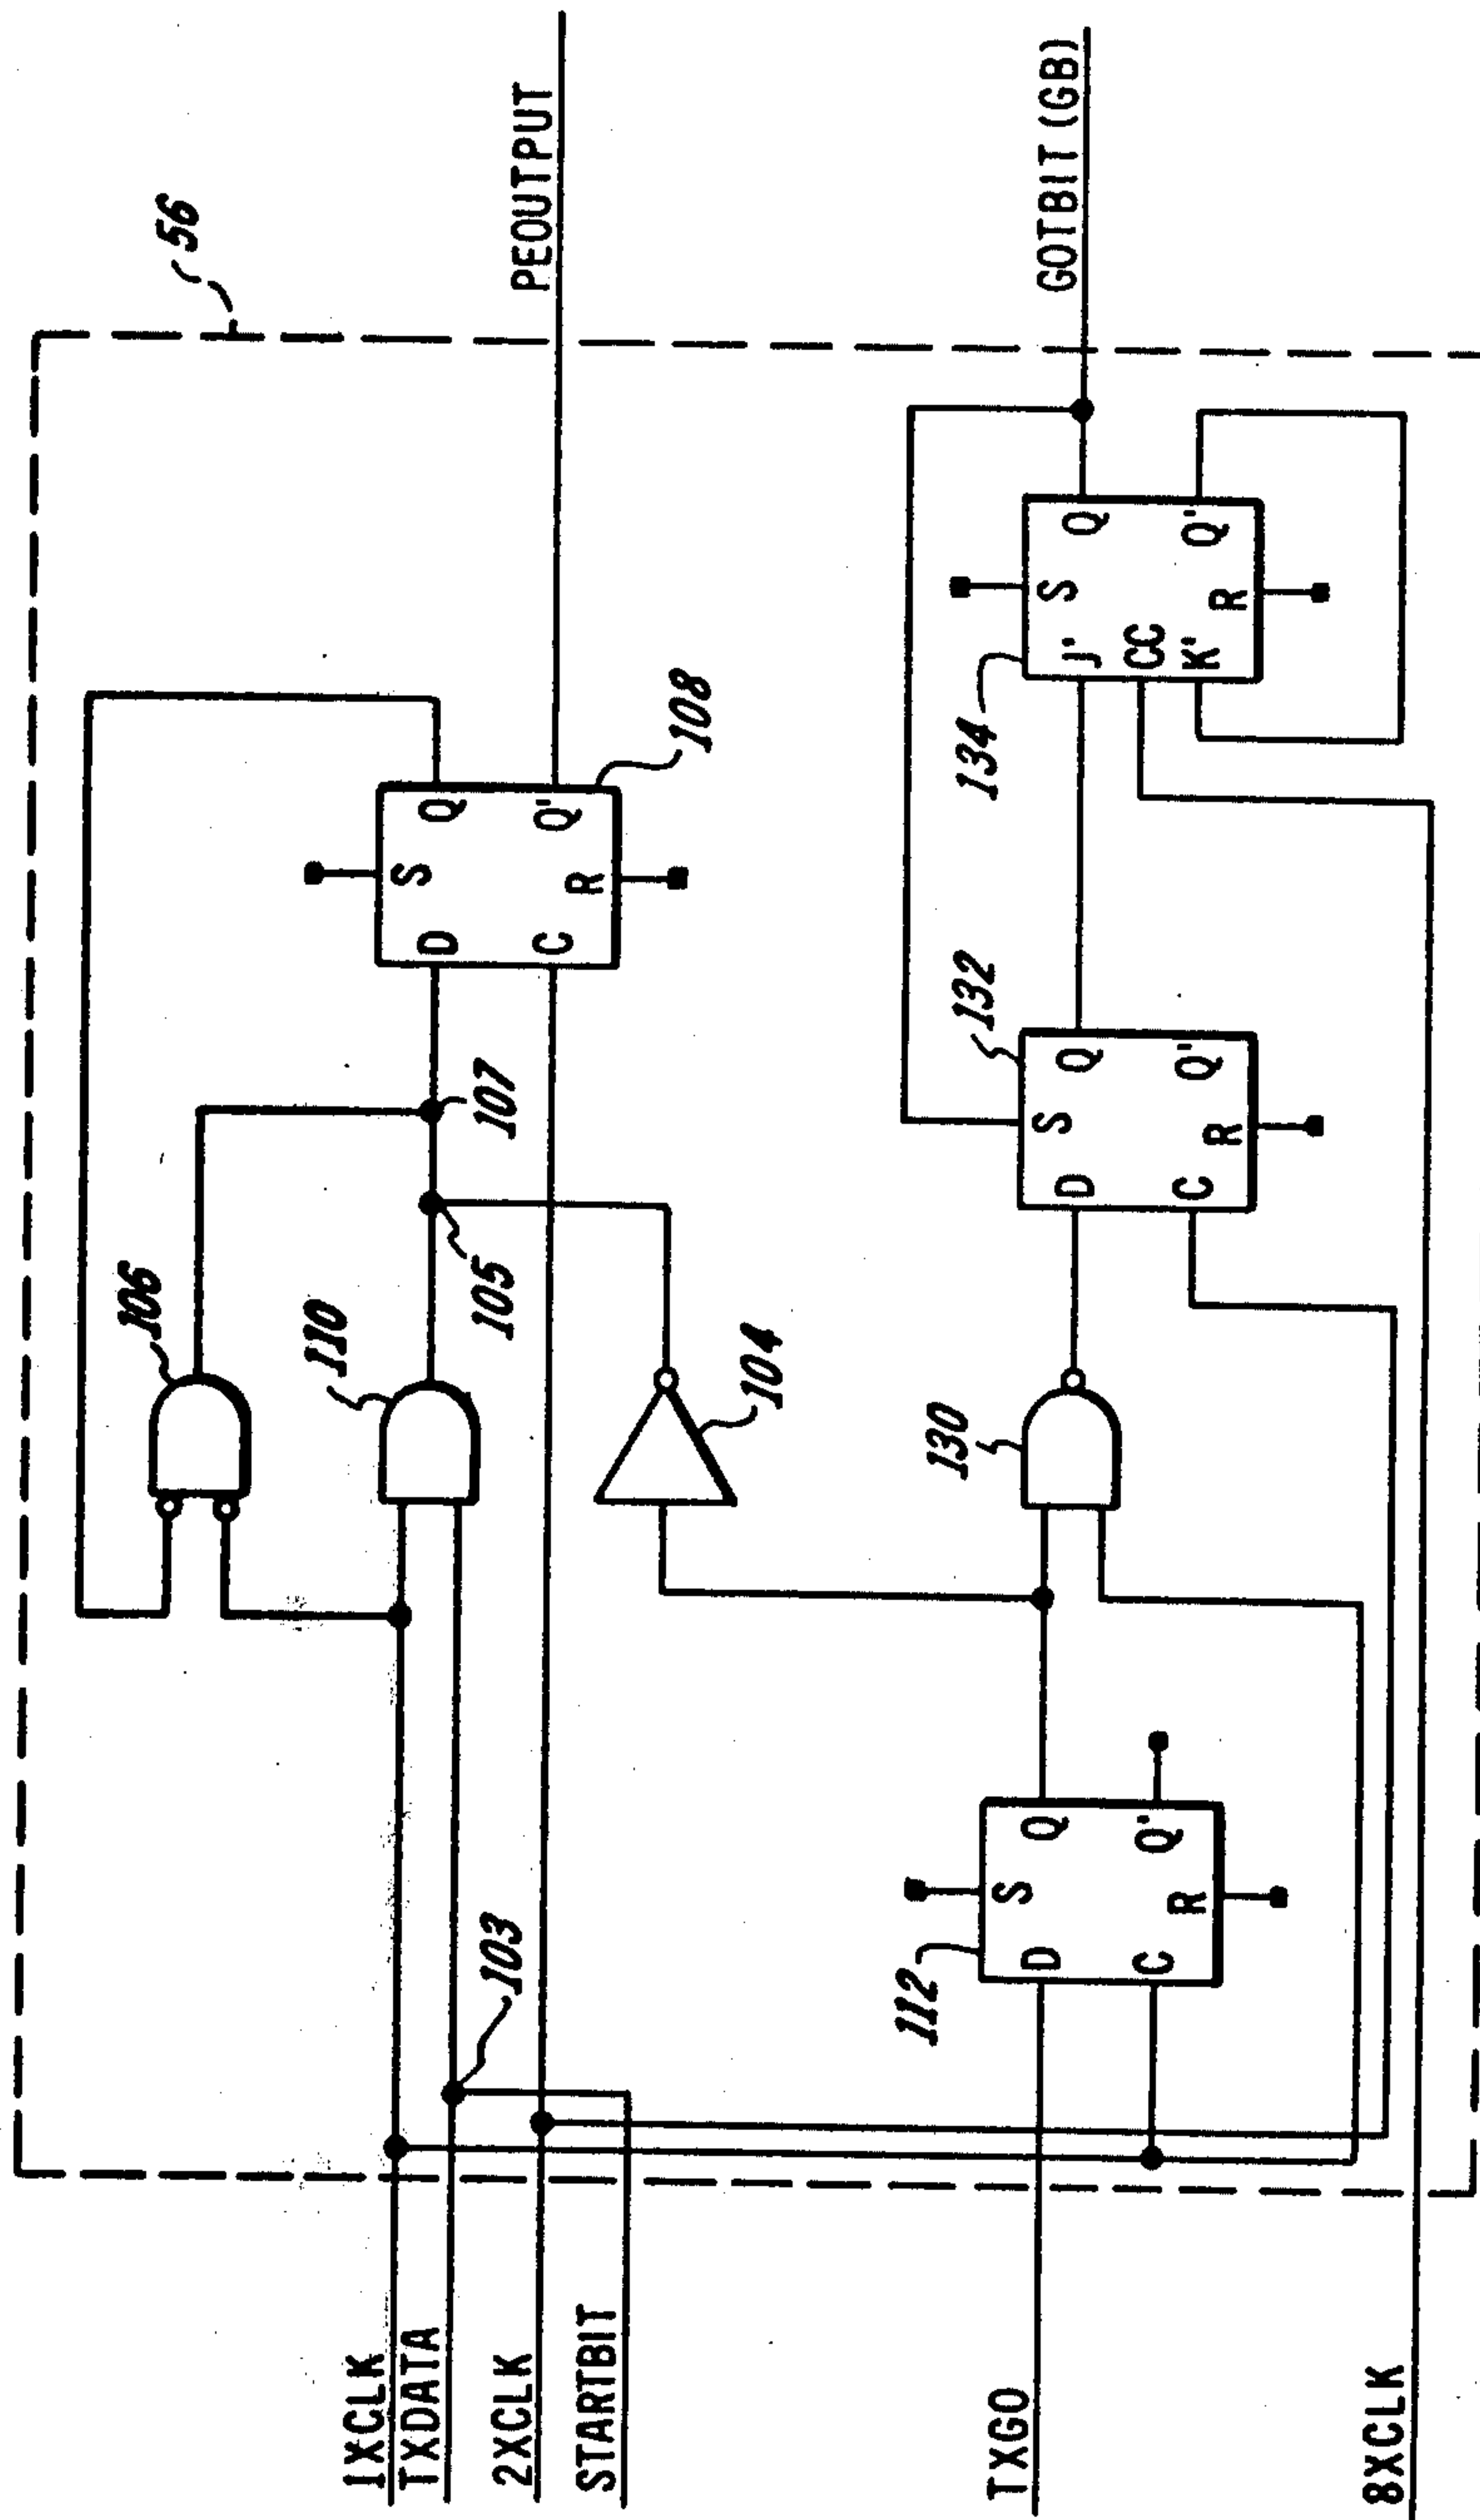 56
1XCLK
TXDATA
2XCLK
STARTBIT
TXGO
8XCLK
PEOUTPUT
GOTBIT (GB)
103
106
110
105
107
104
D S Q
C R Q'
108
112
D S Q
C R Q'
130
132
D S Q
C R Q'
134
J' S Q
CC
K' R Q'